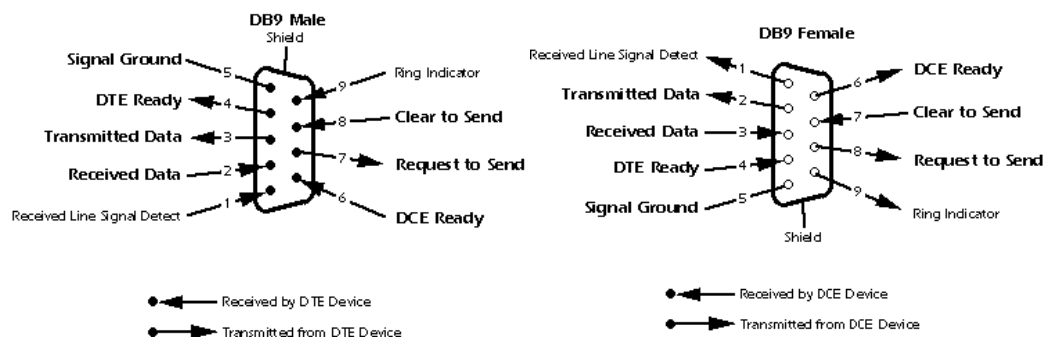 DB9 Male
Shield
Signal Ground
5
DTE Ready
4
Transmitted Data
3
Received Data
2
Received Line Signal Detect
1
9
Ring Indicator
8
Clear to Send
7
Request to Send
6
DCE Ready
Received by DTE Device
Transmitted from DTE Device
DB9 Female
Received Line Signal Detect
1
Transmitted Data
2
Received Data
3
DTE Ready
4
Signal Ground
5
6
DCE Ready
7
Clear to Send
8
Request to Send
9
Ring Indicator
Shield
Received by DCE Device
Transmitted from DCE Device